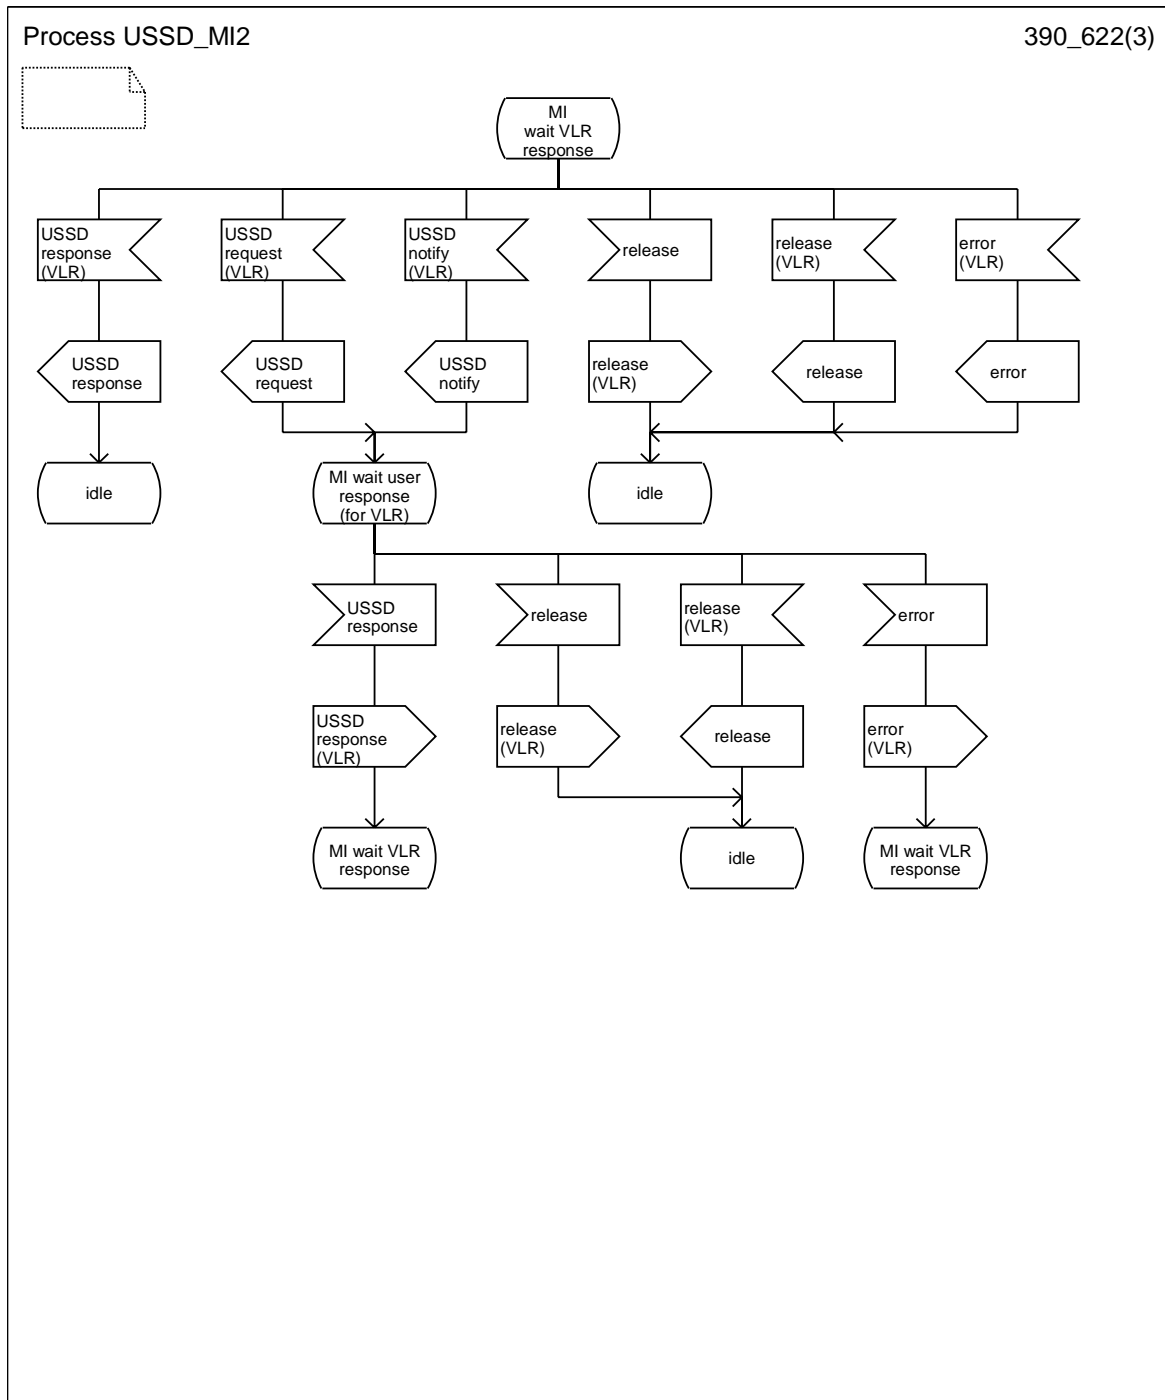 Process USSD_MI2
390_622(3)
MI
wait VLR
response
USSD
response
(VLR)
USSD
request
(VLR)
USSD
notify
(VLR)
release
release
(VLR)
error
(VLR)
USSD
response
USSD
request
USSD
notify
release
(VLR)
release
error
idle
MI wait user
response
(for VLR)
idle
USSD
response
release
release
(VLR)
error
USSD
response
(VLR)
release
(VLR)
release
error
(VLR)
MI wait VLR
response
idle
MI wait VLR
response